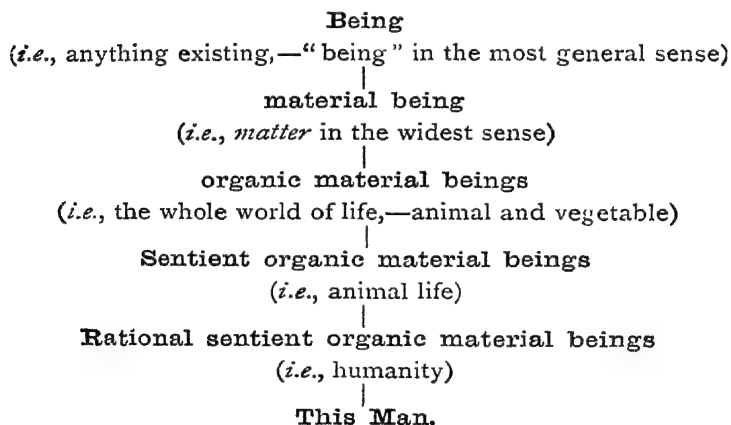 Being
(i.e., anything existing,—“being” in the most general sense)
material being
(i.e., matter in the widest sense)
organic material beings
(i.e., the whole world of life,—animal and vegetable)
Sentient organic material beings
(i.e., animal life)
Rational sentient organic material beings
(i.e., humanity)
This Man.